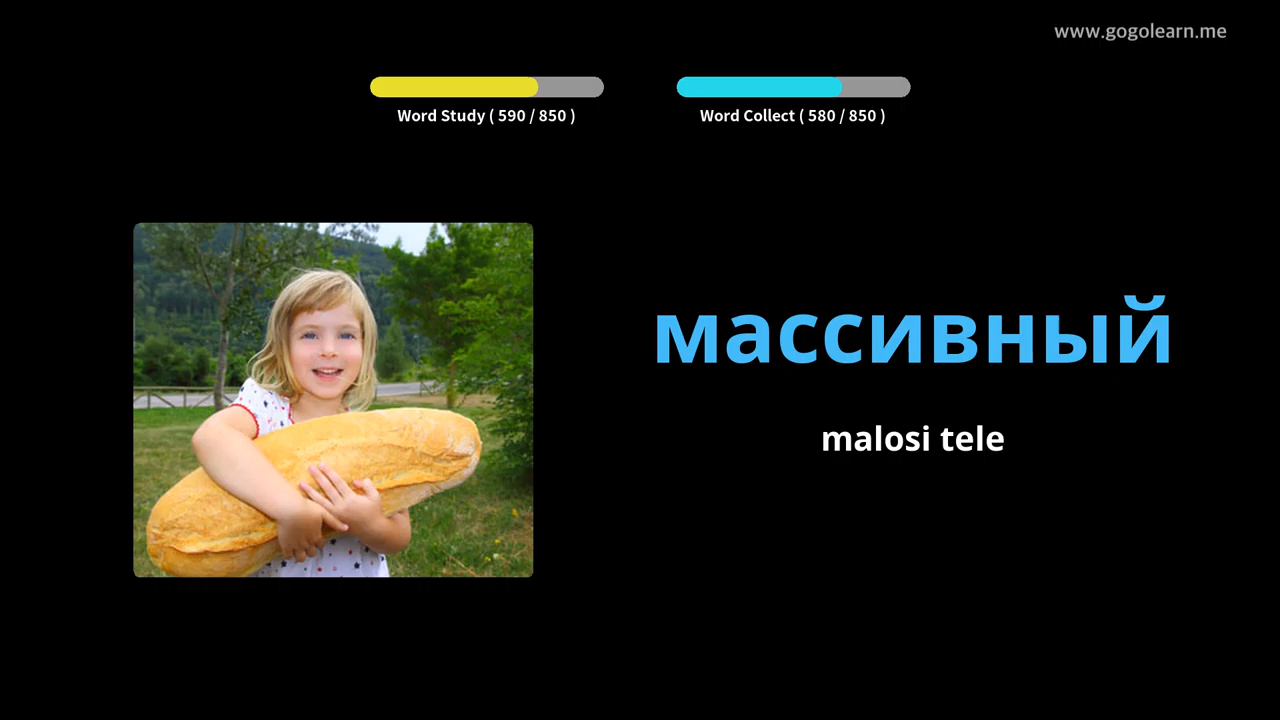 www.gogolearn.me
Word Study ( 590 / 850 )
Word Collect ( 580 / 850 )
массивный
malosi tele